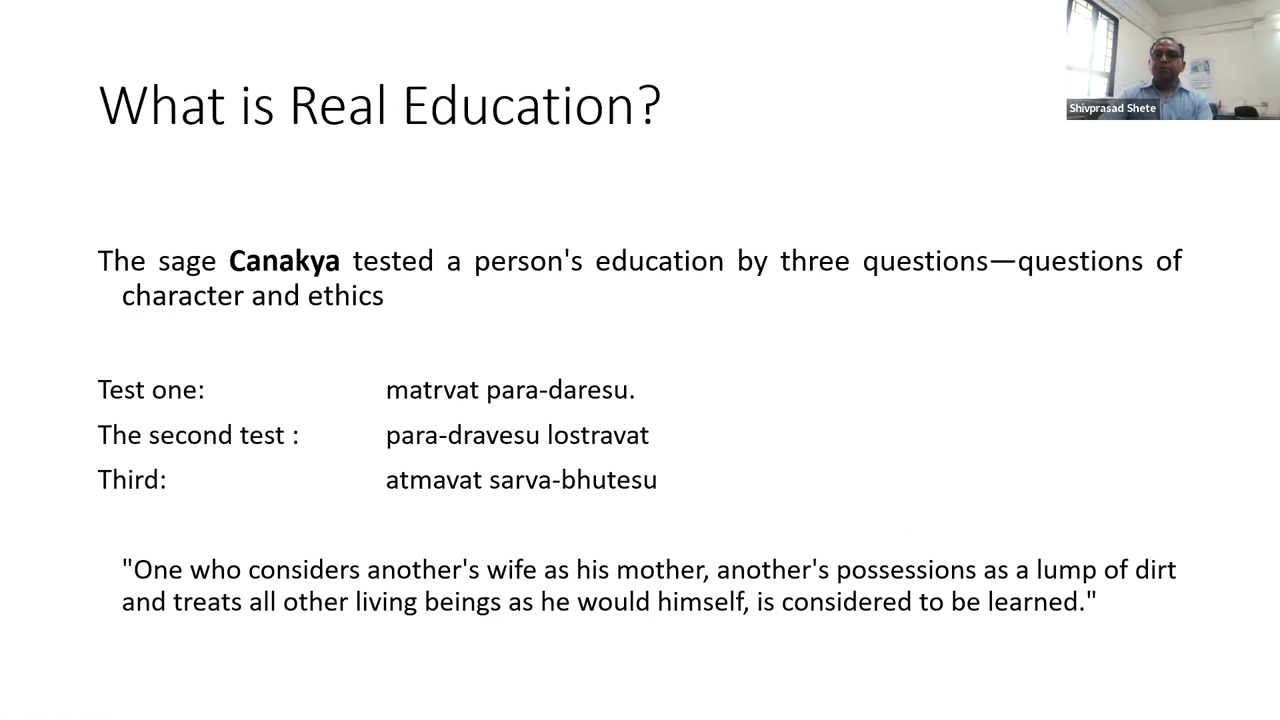 What is Real Education?
Shivprasad Shete
The sage Canakya tested a person's education by three questions—questions of
character and ethics
Test one: matrvat para-daresu.
The second test : para-dravesu lostravat
Third: atmavat sarva-bhutesu
"One who considers another's wife as his mother, another's possessions as a lump of dirt
and treats all other living beings as he would himself, is considered to be learned."